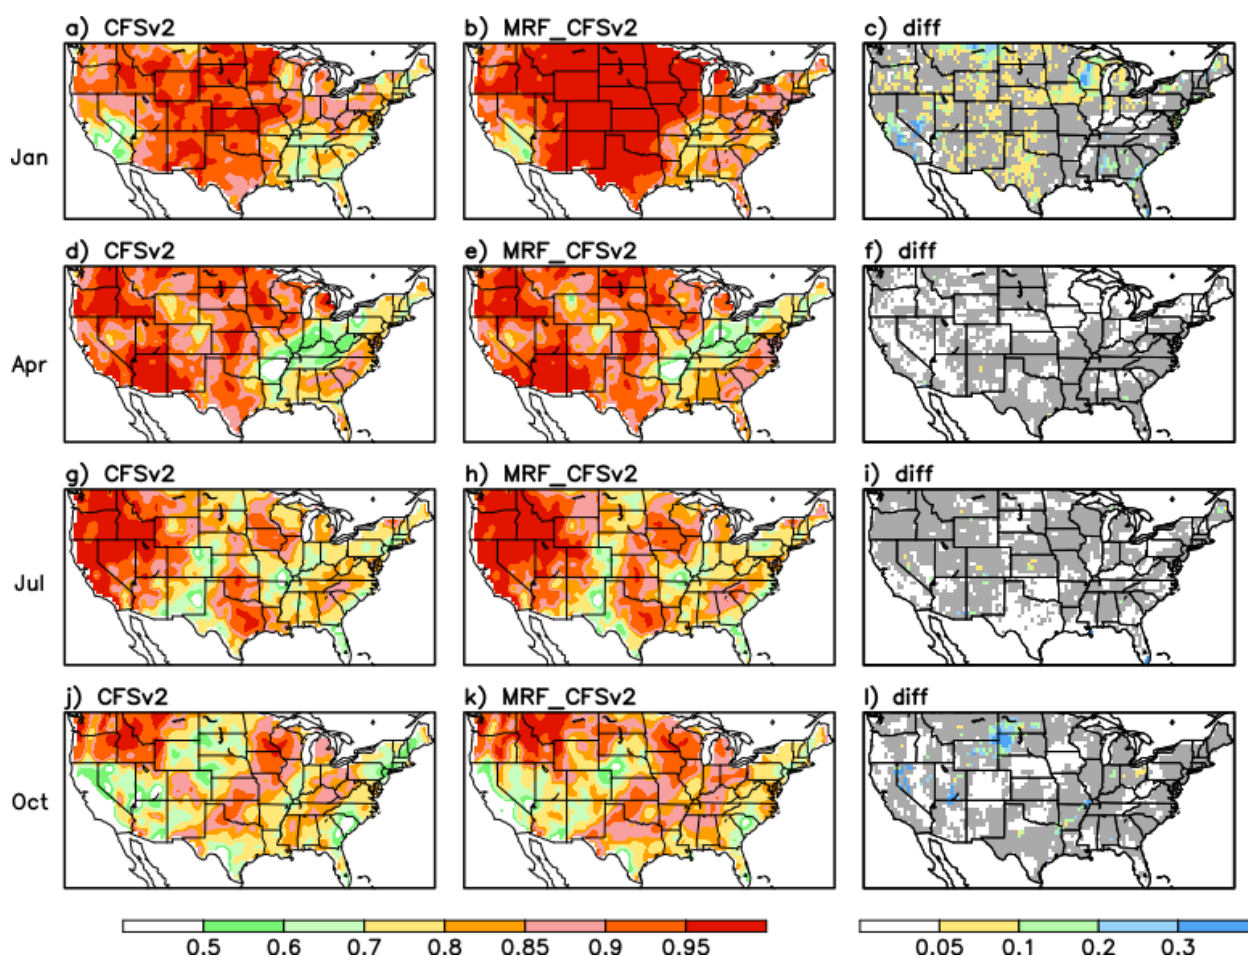 a) CFSv2 b) MRF_CFSv2 c) diff
Jan
d) CFSv2 e) MRF_CFSv2 f) diff
Apr
g) CFSv2 h) MRF_CFSv2 i) diff
Jul
j) CFSv2 k) MRF_CFSv2 l) diff
Oct
0.5 0.6 0.7 0.8 0.85 0.9 0.95 0.05 0.1 0.2 0.3